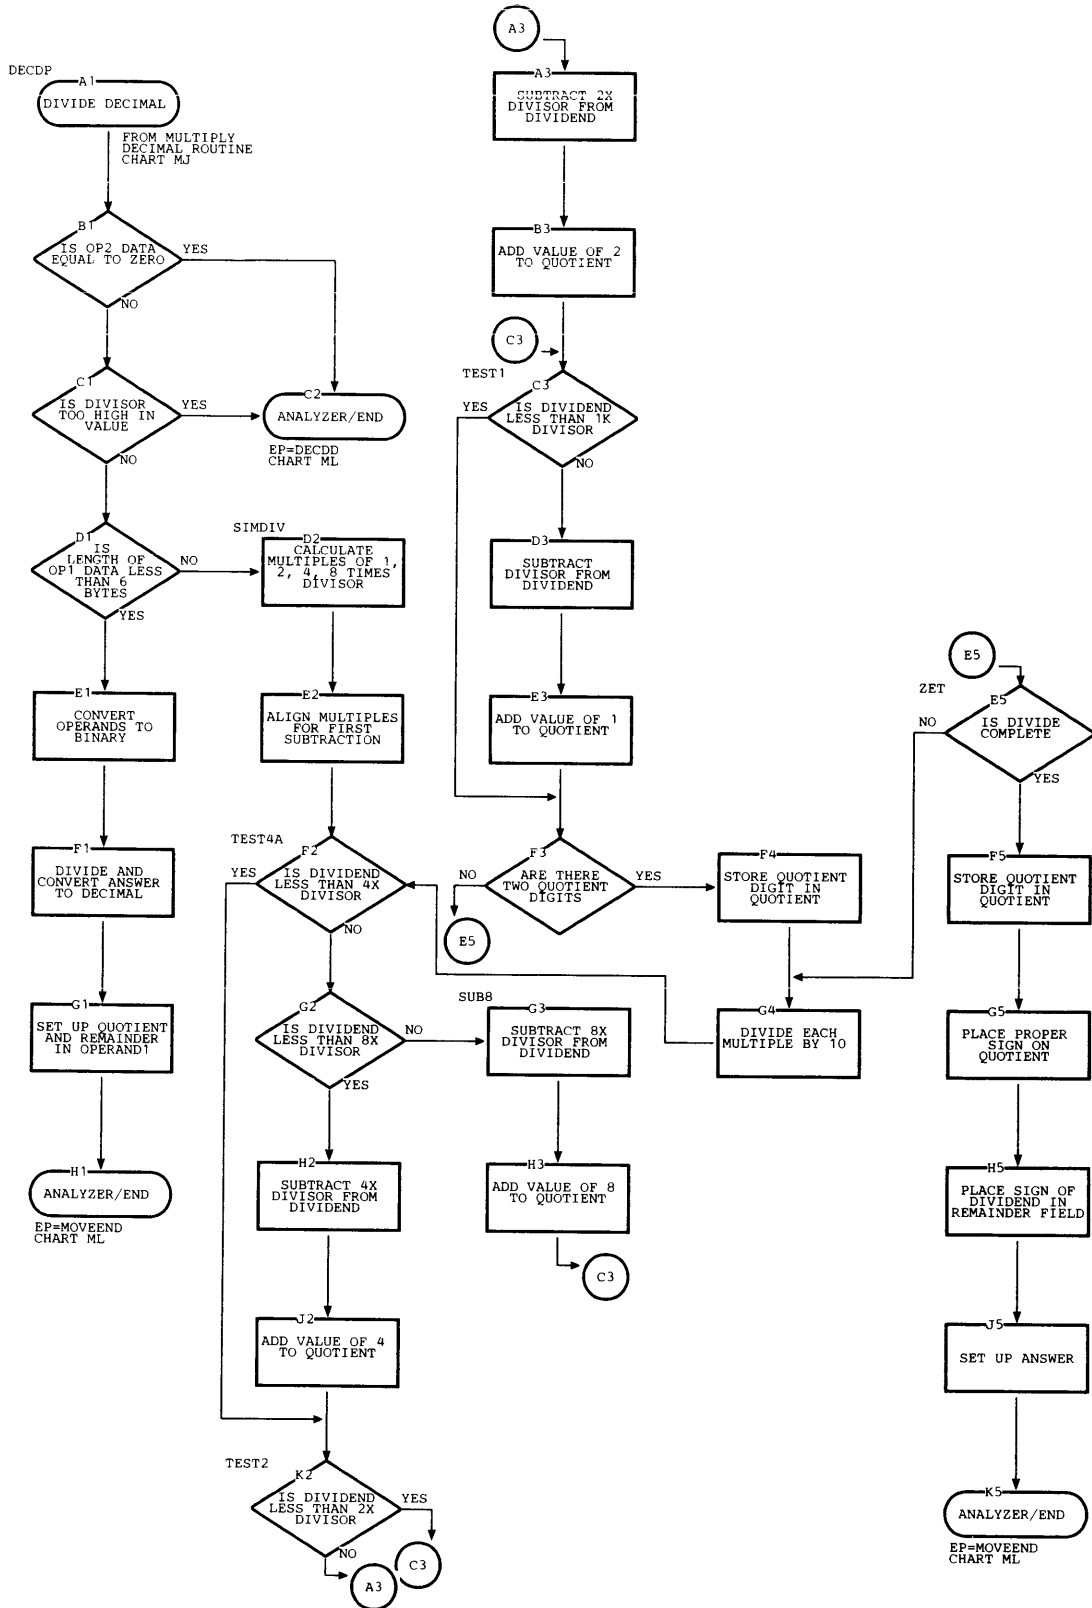 DECDP
A1
DIVIDE DECIMAL
FROM MULTIPLY
DECIMAL ROUTINE
CHART MJ
B1
IS OP2 DATA
EQUAL TO ZERO
YES
NO
C1
IS DIVISOR
TOO HIGH IN
VALUE
YES
NO
C2
ANALYZER/END
EP=DECDD
CHART ML
D1
IS
LENGTH OF
OP1 DATA LESS
THAN 6
BYTES
NO
YES
SIMDIV
D2
CALCULATE
MULTIPLES OF 1,
2, 4, 8 TIMES
DIVISOR
E1
CONVERT
OPERANDS TO
BINARY
E2
ALIGN MULTIPLES
FOR FIRST
SUBTRACTION
F1
DIVIDE AND
CONVERT ANSWER
TO DECIMAL
TEST4A
F2
YES
IS DIVIDEND
LESS THAN 4X
DIVISOR
NO
G1
SET UP QUOTIENT
AND REMAINDER
IN OPERAND1
G2
IS DIVIDEND
LESS THAN 8X
DIVISOR
NO
YES
H1
ANALYZER/END
EP=MOVEEND
CHART ML
H2
SUBTRACT 4X
DIVISOR FROM
DIVIDEND
J2
ADD VALUE OF 4
TO QUOTIENT
TEST2
K2
IS DIVIDEND
LESS THAN 2X
DIVISOR
YES
NO
C3
A3
A3
A3
SUBTRACT 2X
DIVISOR FROM
DIVIDEND
B3
ADD VALUE OF 2
TO QUOTIENT
C3
TEST1
C3
YES
IS DIVIDEND
LESS THAN 1K
DIVISOR
NO
D3
SUBTRACT
DIVISOR FROM
DIVIDEND
E3
ADD VALUE OF 1
TO QUOTIENT
F3
NO
ARE THERE
TWO QUOTIENT
DIGITS
YES
E5
F4
STORE QUOTIENT
DIGIT IN
QUOTIENT
SUB8
G3
SUBTRACT 8X
DIVISOR FROM
DIVIDEND
G4
DIVIDE EACH
MULTIPLE BY 10
H3
ADD VALUE OF 8
TO QUOTIENT
C3
E5
ZET
E5
NO
IS DIVIDE
COMPLETE
YES
F5
STORE QUOTIENT
DIGIT IN
QUOTIENT
G5
PLACE PROPER
SIGN ON
QUOTIENT
H5
PLACE SIGN OF
DIVIDEND IN
REMAINDER FIELD
J5
SET UP ANSWER
K5
ANALYZER/END
EP=MOVEEND
CHART ML